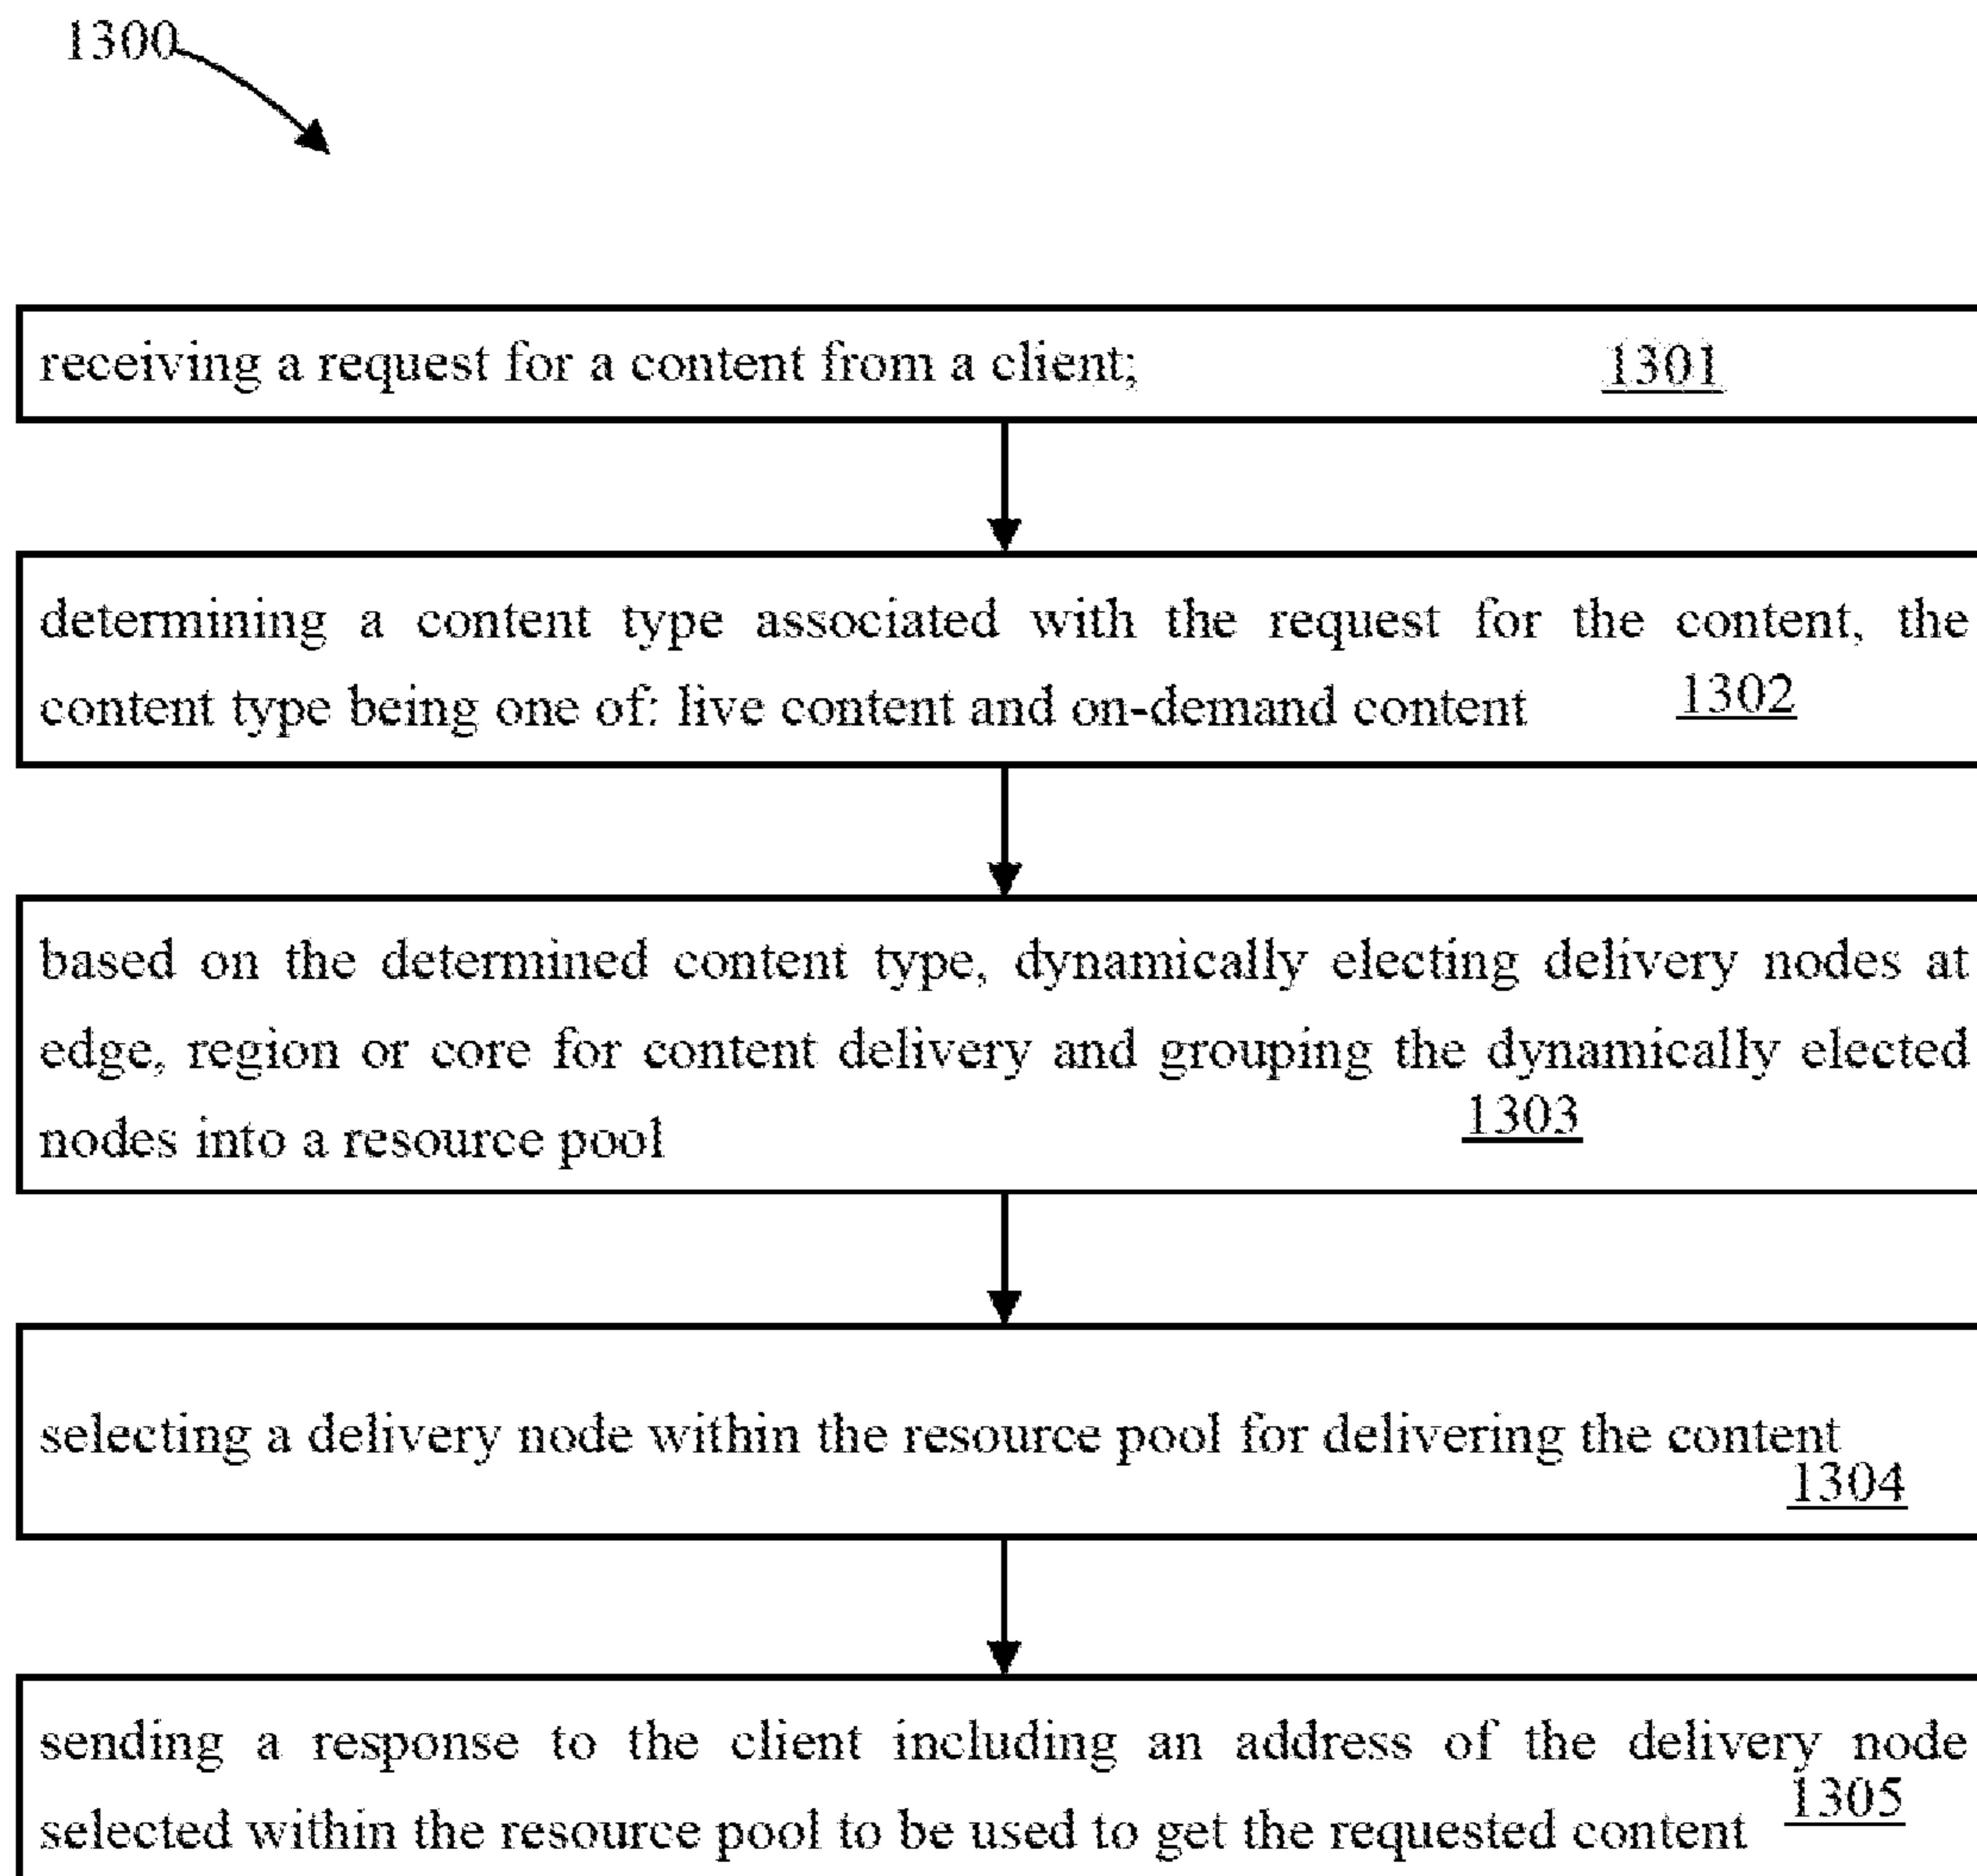 1300
receiving a request for a content from a client; 1301
determining a content type associated with the request for the content, the
content type being one of: live content and on-demand content 1302
based on the determined content type, dynamically electing delivery nodes at
edge, region or core for content delivery and grouping the dynamically elected
nodes into a resource pool 1303
selecting a delivery node within the resource pool for delivering the content
1304
sending a response to the client including an address of the delivery node
selected within the resource pool to be used to get the requested content 1305